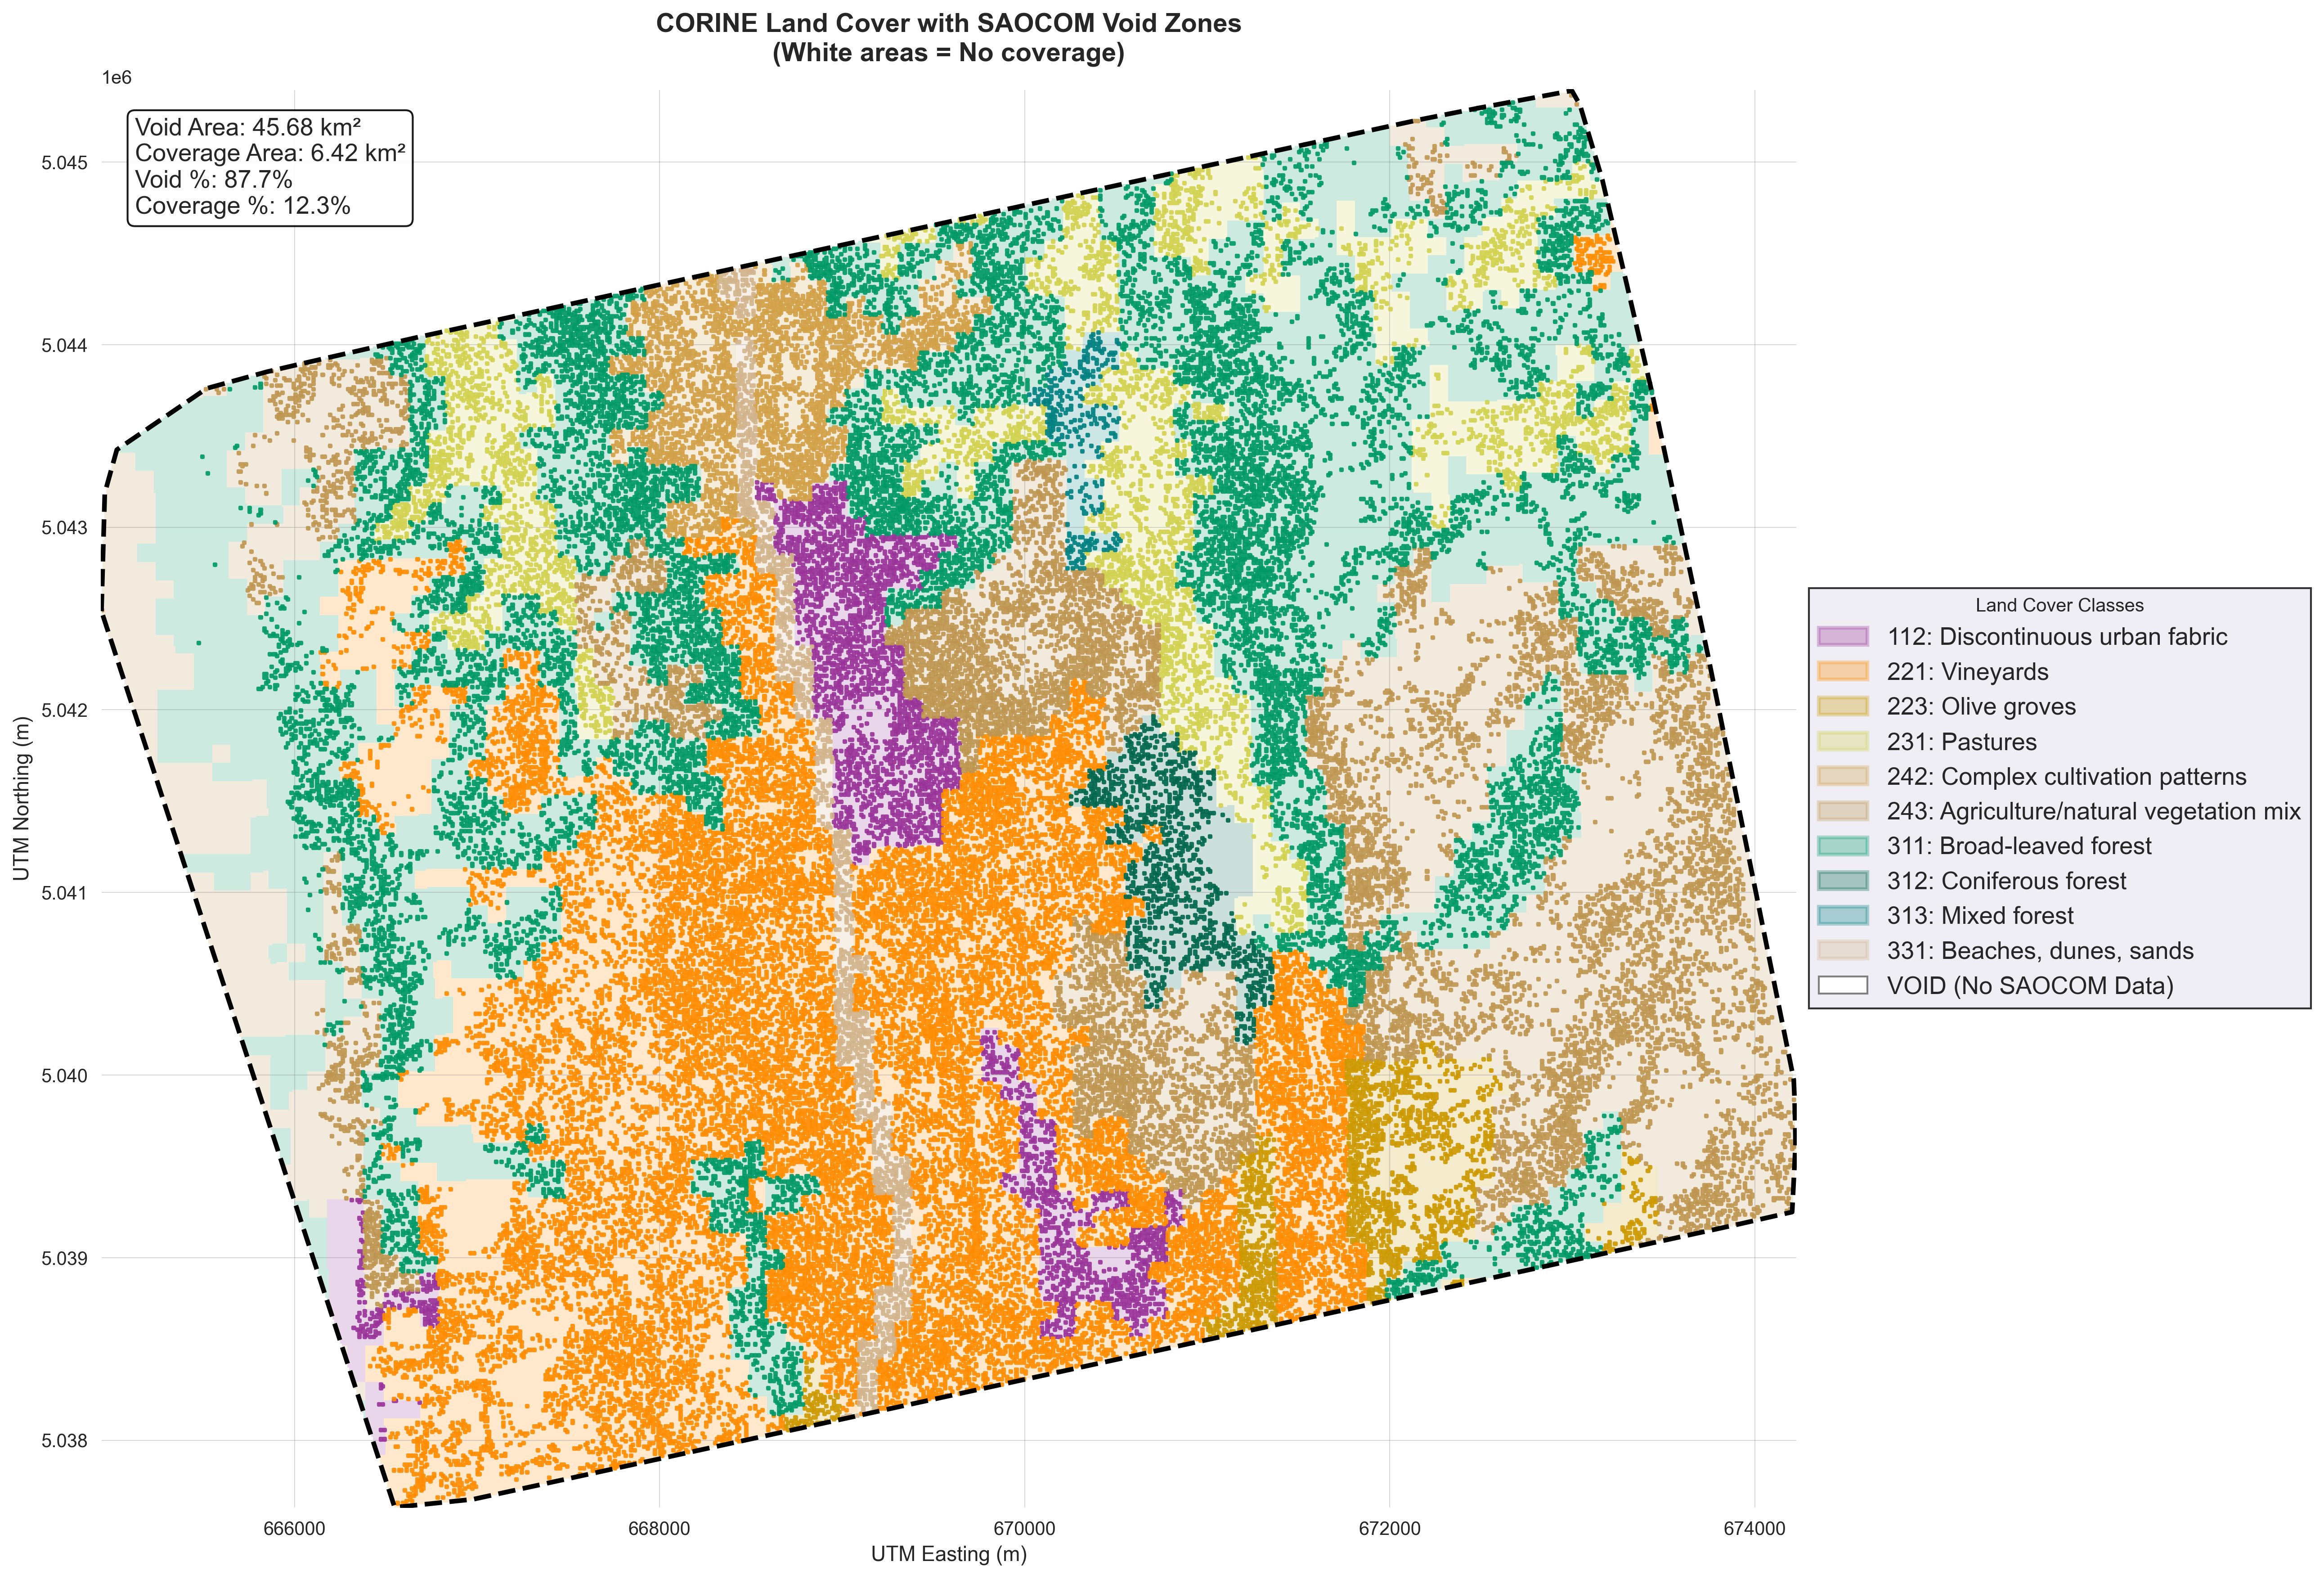 CORINE Land Cover with SAOCOM Void Zones
(White areas = No coverage)
1e6
Void Area: 45.68 km²
Coverage Area: 6.42 km²
Void %: 87.7%
Coverage %: 12.3%
5.045
5.044
5.043
5.042
5.041
5.040
5.039
5.038
UTM Northing (m)
666000
668000
670000
672000
674000
UTM Easting (m)
Land Cover Classes
112: Discontinuous urban fabric
221: Vineyards
223: Olive groves
231: Pastures
242: Complex cultivation patterns
243: Agriculture/natural vegetation mix
311: Broad-leaved forest
312: Coniferous forest
313: Mixed forest
331: Beaches, dunes, sands
VOID (No SAOCOM Data)